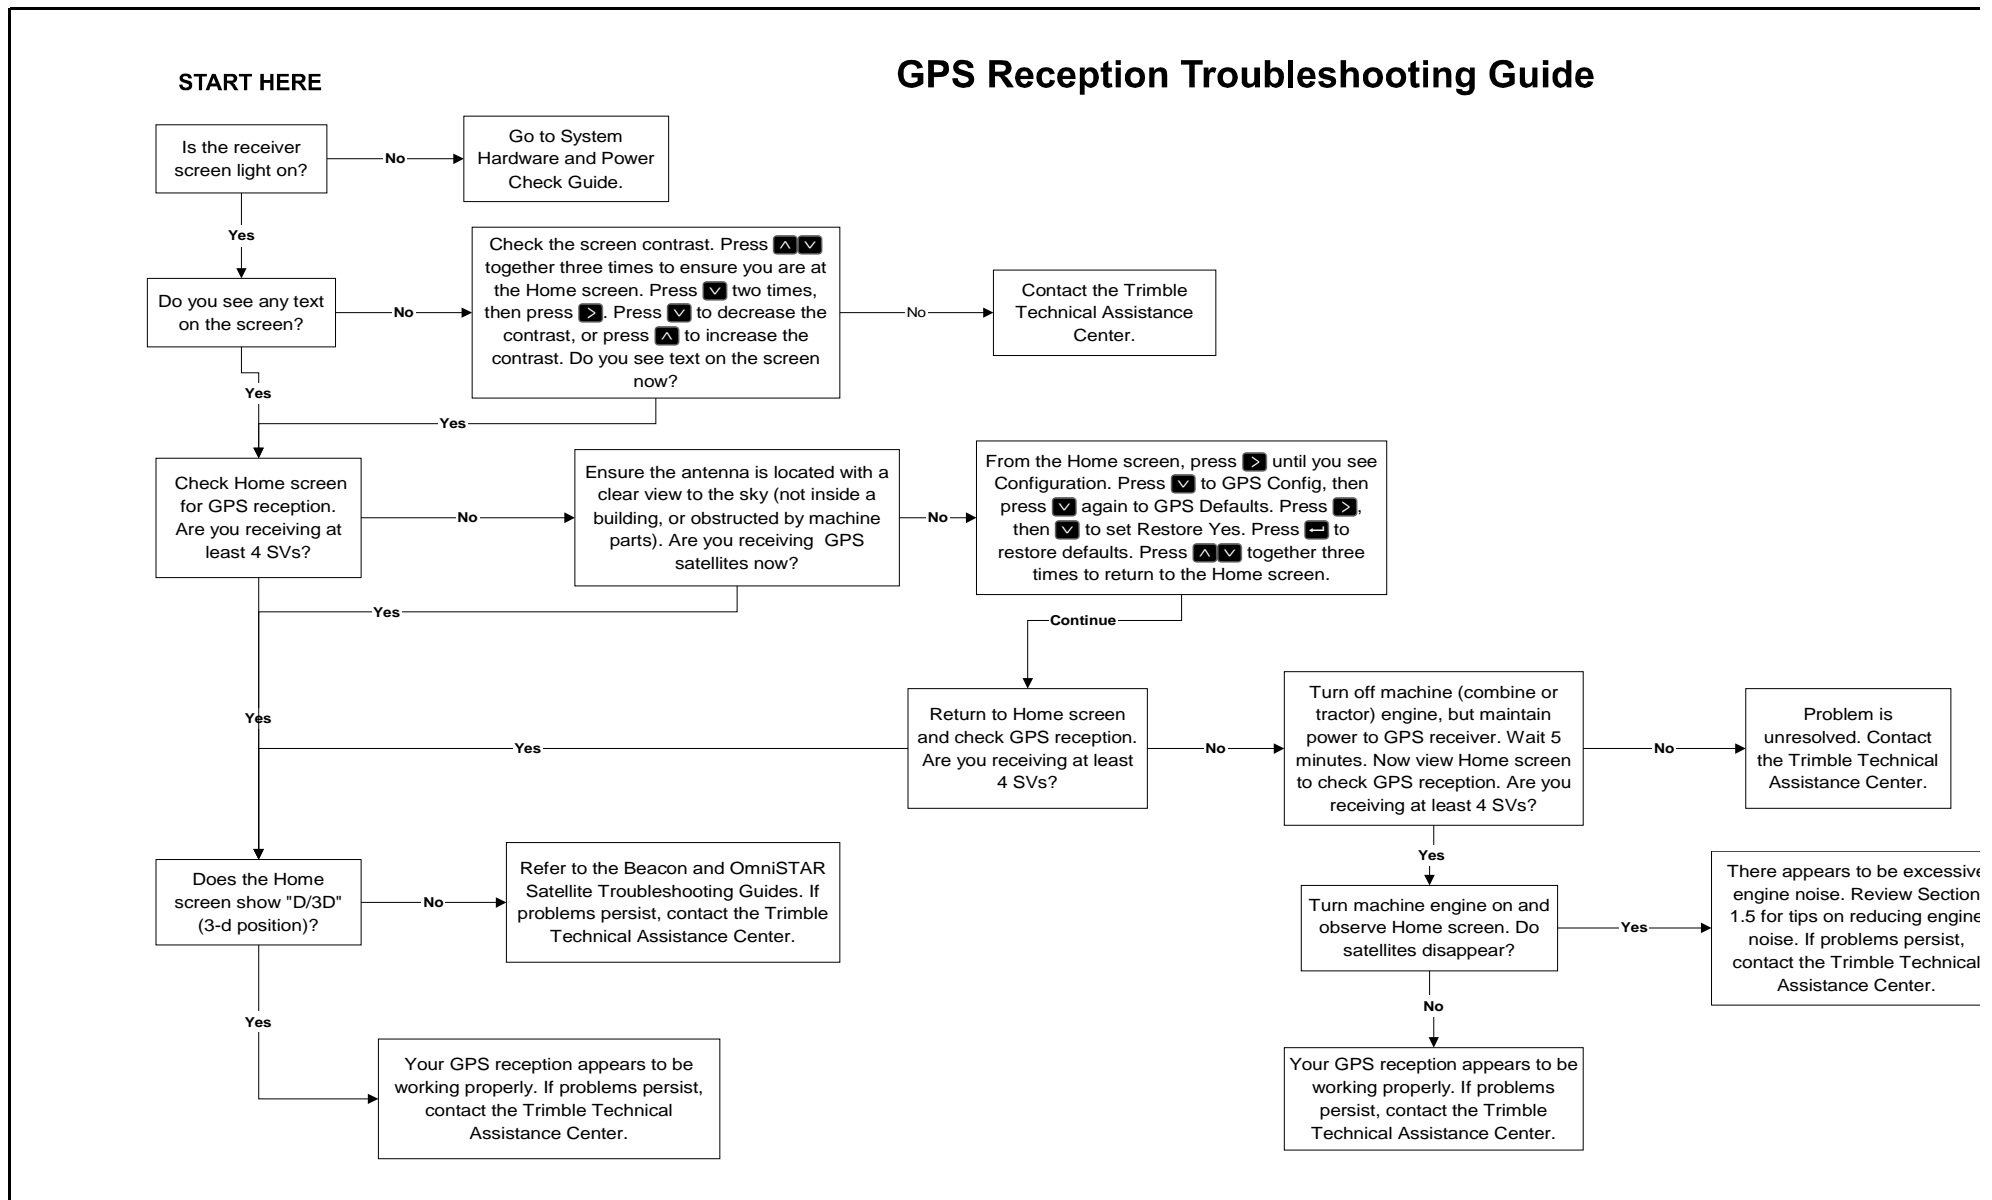 START HERE
GPS Reception Troubleshooting Guide
Is the receiver
screen light on?
No
Go to System
Hardware and Power
Check Guide.
Yes
Do you see any text
on the screen?
No
Check the screen contrast. Press
together three times to ensure you are at
the Home screen. Press two times,
then press . Press to decrease the
contrast, or press to increase the
contrast. Do you see text on the screen
now?
No
Contact the Trimble
Technical Assistance
Center.
Yes
Yes
Check Home screen
for GPS reception.
Are you receiving at
least 4 SVs?
No
Ensure the antenna is located with a
clear view to the sky (not inside a
building, or obstructed by machine
parts). Are you receiving GPS
satellites now?
No
From the Home screen, press until you see
Configuration. Press to GPS Config, then
press again to GPS Defaults. Press ,
then to set Restore Yes. Press to
restore defaults. Press together three
times to return to the Home screen.
Yes
Continue
Yes
Return to Home screen
and check GPS reception.
Are you receiving at least
4 SVs?
Yes
No
Turn off machine (combine or
tractor) engine, but maintain
power to GPS receiver. Wait 5
minutes. Now view Home screen
to check GPS reception. Are you
receiving at least 4 SVs?
No
Problem is
unresolved. Contact
the Trimble Technical
Assistance Center.
Yes
Does the Home
screen show "D/3D"
(3-d position)?
No
Refer to the Beacon and OmniSTAR
Satellite Troubleshooting Guides. If
problems persist, contact the Trimble
Technical Assistance Center.
Turn machine engine on and
observe Home screen. Do
satellites disappear?
Yes
There appears to be excessive
engine noise. Review Section
1.5 for tips on reducing engine
noise. If problems persist,
contact the Trimble Technical
Assistance Center.
Yes
No
Your GPS reception appears to be
working properly. If problems persist,
contact the Trimble Technical
Assistance Center.
Your GPS reception appears to be
working properly. If problems
persist, contact the Trimble
Technical Assistance Center.